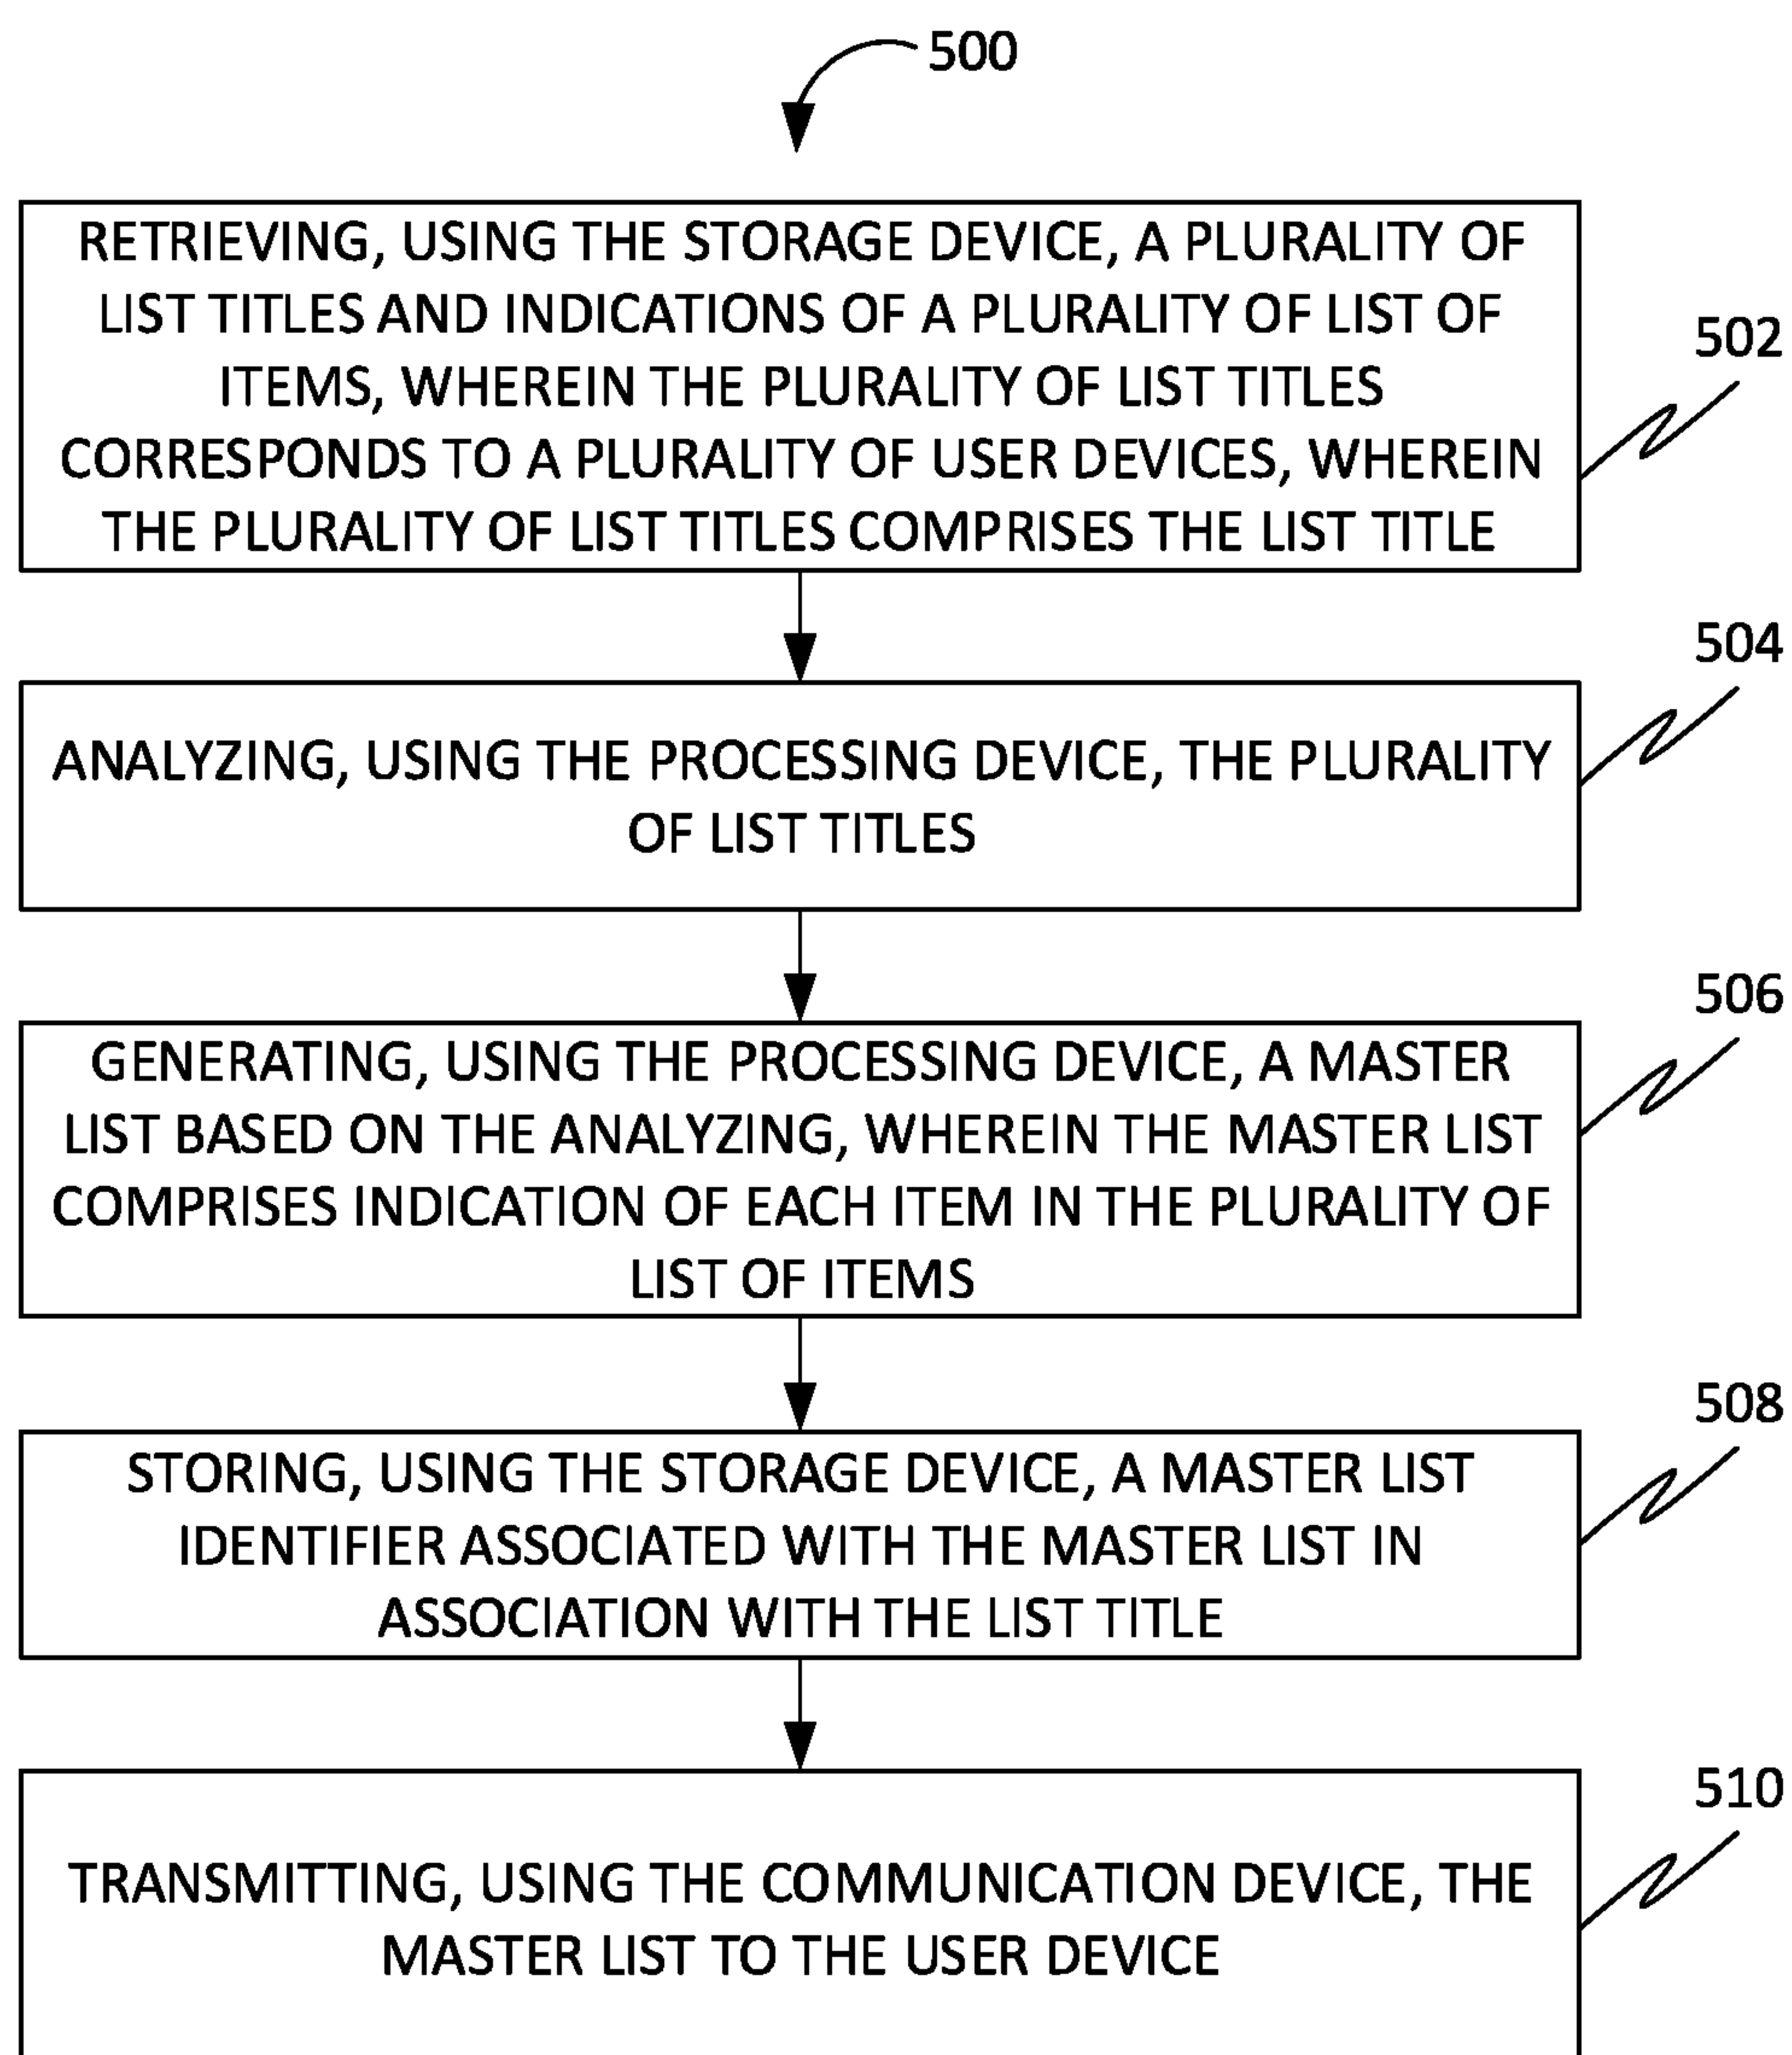 500
RETRIEVING, USING THE STORAGE DEVICE, A PLURALITY OF
LIST TITLES AND INDICATIONS OF A PLURALITY OF LIST OF
ITEMS, WHEREIN THE PLURALITY OF LIST TITLES
CORRESPONDS TO A PLURALITY OF USER DEVICES, WHEREIN
THE PLURALITY OF LIST TITLES COMPRISES THE LIST TITLE
502
504
ANALYZING, USING THE PROCESSING DEVICE, THE PLURALITY
OF LIST TITLES
506
GENERATING, USING THE PROCESSING DEVICE, A MASTER
LIST BASED ON THE ANALYZING, WHEREIN THE MASTER LIST
COMPRISES INDICATION OF EACH ITEM IN THE PLURALITY OF
LIST OF ITEMS
508
STORING, USING THE STORAGE DEVICE, A MASTER LIST
IDENTIFIER ASSOCIATED WITH THE MASTER LIST IN
ASSOCIATION WITH THE LIST TITLE
510
TRANSMITTING, USING THE COMMUNICATION DEVICE, THE
MASTER LIST TO THE USER DEVICE